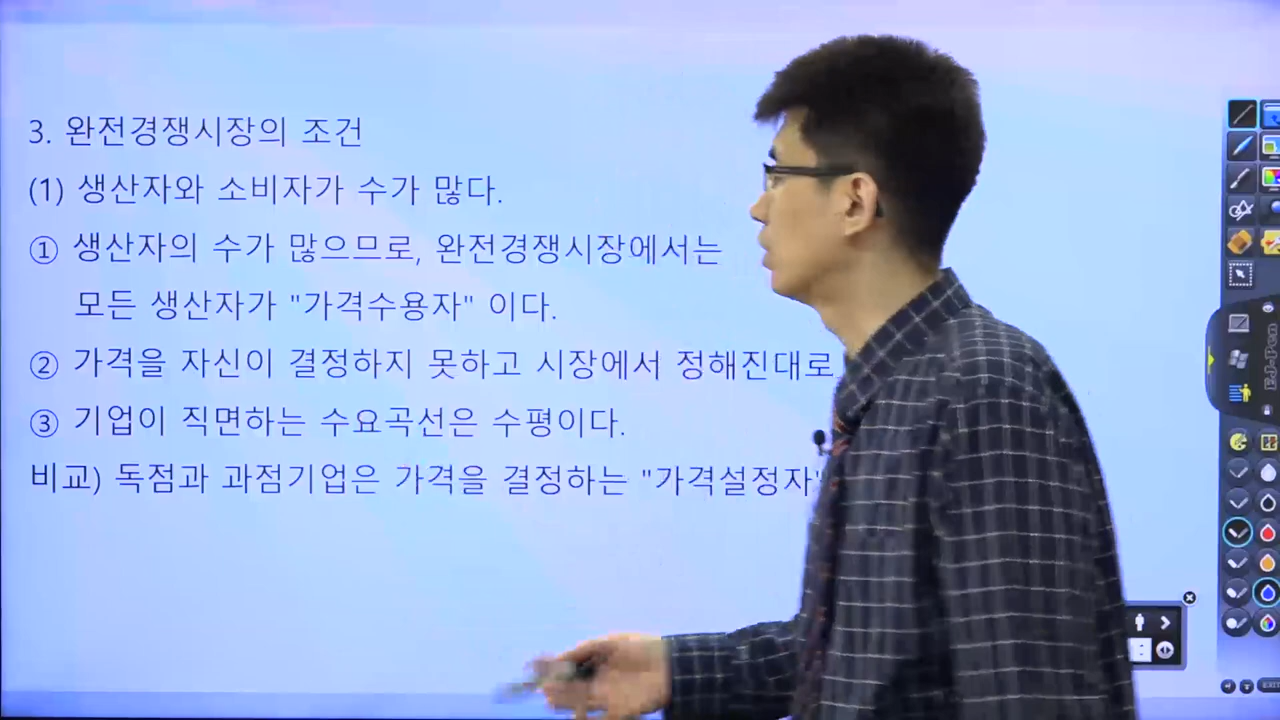 3. 완전경쟁시장의 조건
(1) 생산자와 소비자가 수가 많다.
① 생산자의 수가 많으므로, 완전경쟁시장에서는
모든 생산자가 "가격수용자" 이다.
② 가격을 자신이 결정하지 못하고 시장에서 정해진대로
③ 기업이 직면하는 수요곡선은 수평이다.
비교) 독점과 과점기업은 가격을 결정하는 "가격설정자"
EJ-Pen
EXIT